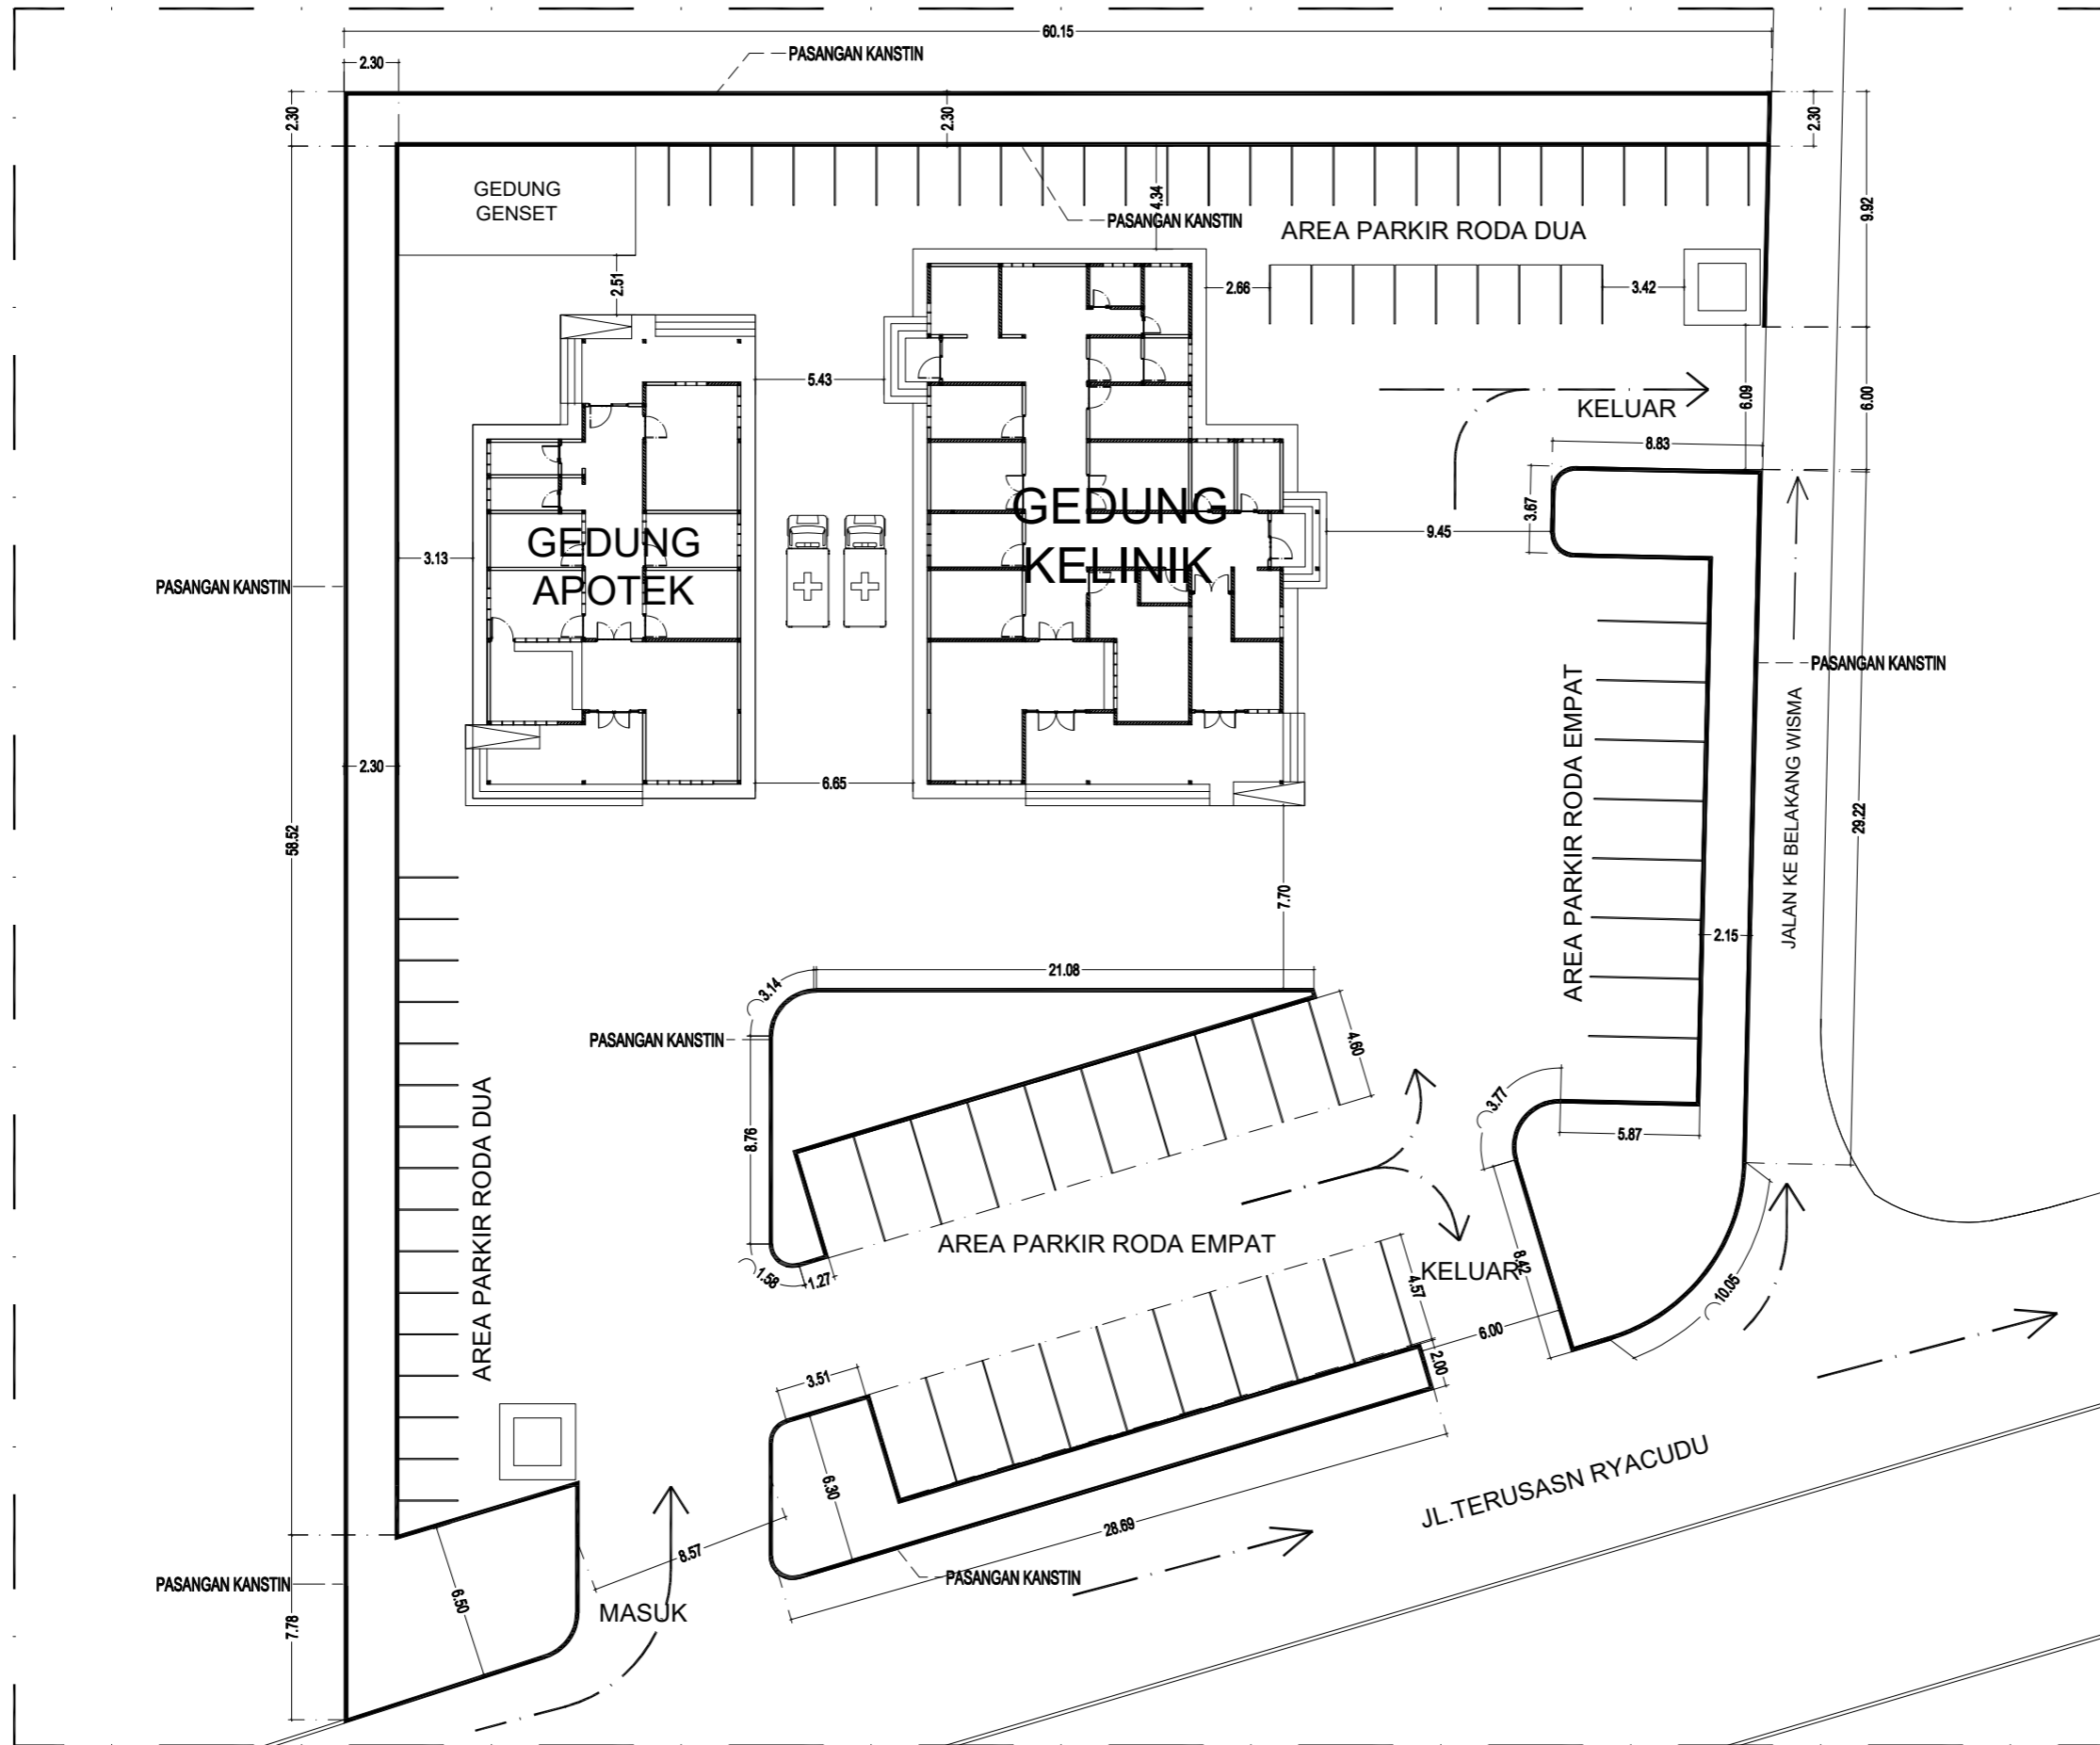 60.15
PASANGAN KANSTIN
2.30
2.30
2.30
2.30
GEDUNG
GENSET
4.34
PASANGAN KANSTIN
AREA PARKIR RODA DUA
9.92
2.51
2.66
3.42
5.43
KELUAR
6.09
6.00
8.83
3.67
GEDUNG
KELINIK
9.45
GEDUNG
APOTEK
3.13
PASANGAN KANSTIN
PASANGAN KANSTIN
AREA PARKIR RODA EMPAT
JALAN KE BELAKANG WISMA
2.30
6.65
58.52
29.22
7.70
2.15
21.08
3.14
PASANGAN KANSTIN
4.60
3.77
5.87
8.76
AREA PARKIR RODA DUA
AREA PARKIR RODA EMPAT
KELUAR
8.42
1.58
1.27
4.57
10.05
6.00
2.00
3.51
6.30
28.69
JL.TERUSASN RYACUDU
8.57
PASANGAN KANSTIN
PASANGAN KANSTIN
6.50
MASUK
7.78